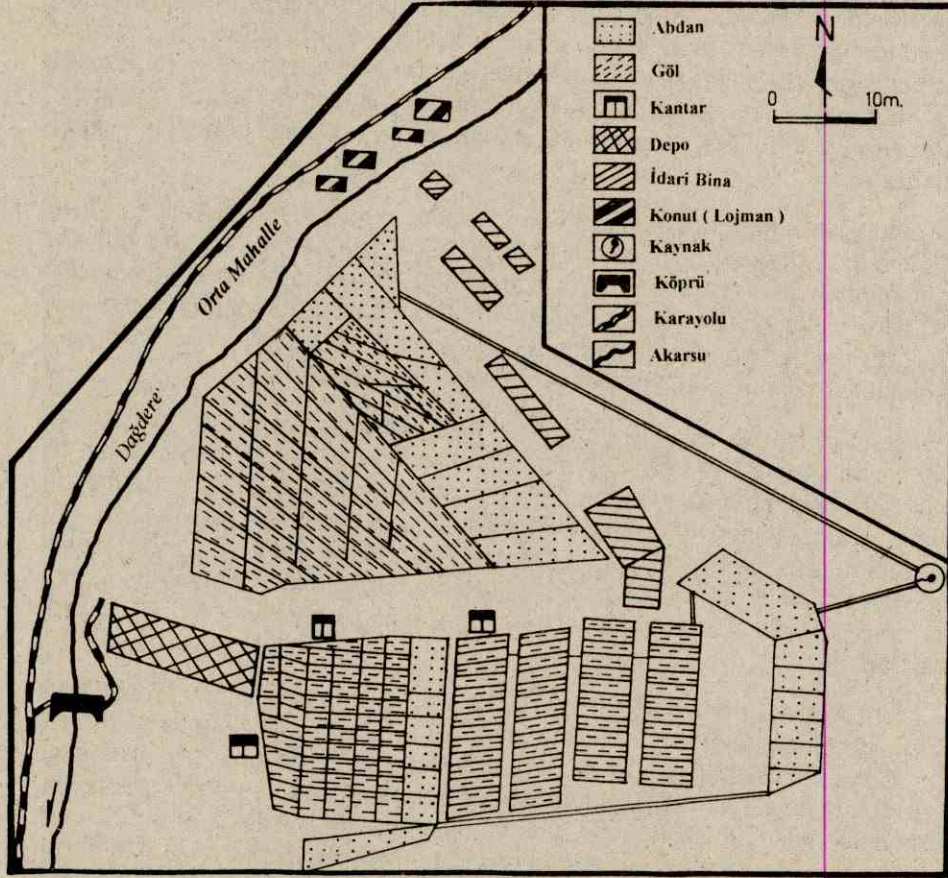 Abdan
Göl
Kantar
Depo
İdari Bina
Konut ( Lojman )
Kaynak
Köprü
Karayolu
Akarsu
N
0 10m.
Orta Mahalle
Dağdere